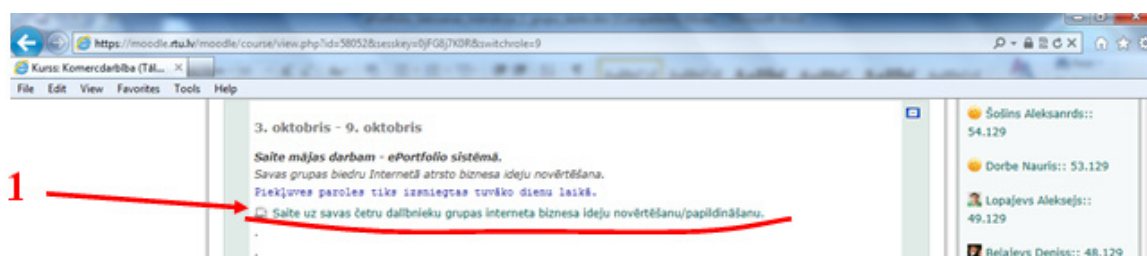 https://moodle.rtu.lv/moodle/course/view.php?id=58052&sesskey=0jFG8j7K0R&switchrole=9
Kurss: Komercdarbība (Tāl...
File Edit View Favorites Tools Help
3. oktobris - 9. oktobris
Saite mājas darbam - ePortfolio sistēmā.
Savas grupas biedru Internetā atrsto biznesa ideju novērtēšana.
Piekļuves paroles tiks izsniegtas tuvāko dienu laikā.
1
Saite uz savas četru dalībnieku grupas interneta biznesa ideju novērtēšanu/papildināšanu.
.
.
Šošins Aleksanrds::
54.129
Dorbe Nauris:: 53.129
Lopajevs Aleksejs::
49.129
Belajevs Deniss:: 48.129